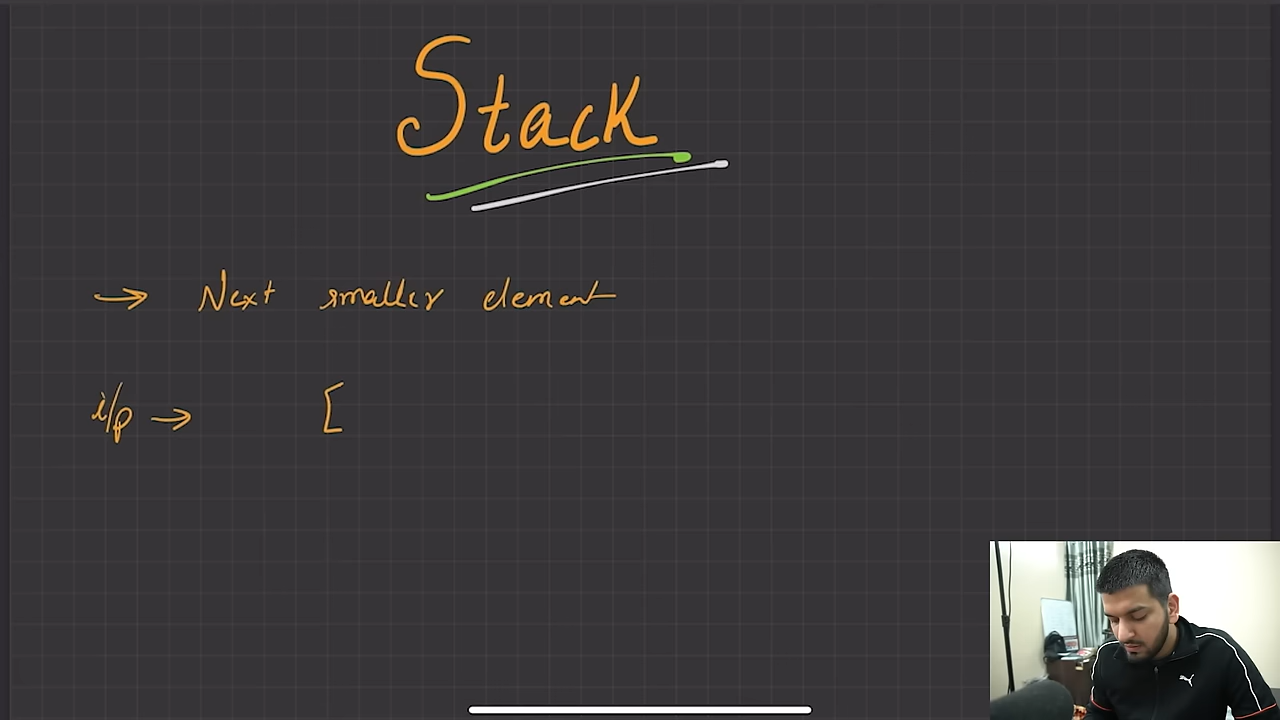 Stack
→ Next smaller element
i/p → [